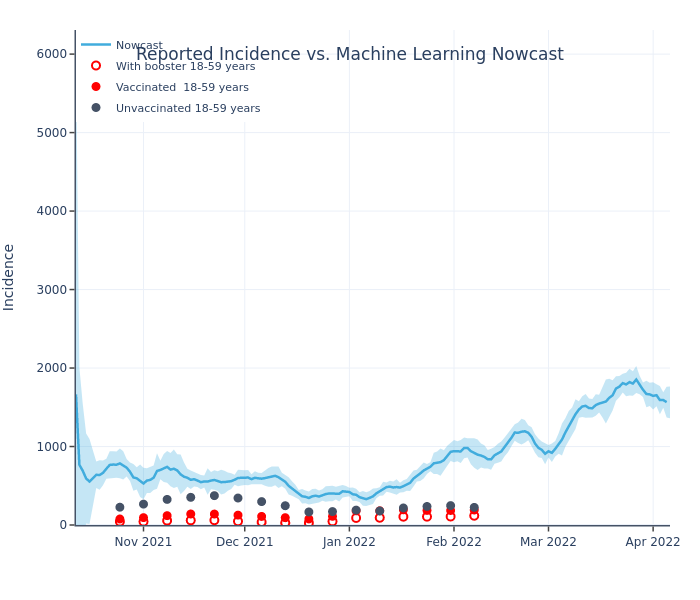 Reported Incidence vs. Machine Learning Nowcast
Nowcast
With booster 18-59 years
Vaccinated  18-59 years
Unvaccinated 18-59 years
Incidence
6000
5000
4000
3000
2000
1000
0
Nov 2021
Dec 2021
Jan 2022
Feb 2022
Mar 2022
Apr 2022